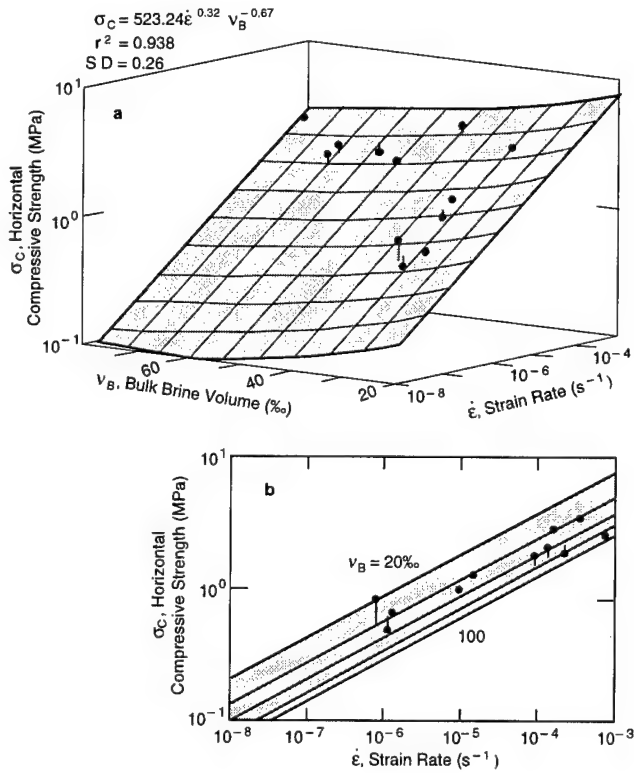 σC = 523.24ε̇ 0.32 νB−0.67
r2 = 0.938
S D = 0.26
a
σC, Horizontal
Compressive Strength (MPa)
101
100
10−1
60
40
20
νB, Bulk Brine Volume (‰)
10−8
10−6
10−4
ε̇, Strain Rate (s−1)
b
σC, Horizontal
Compressive Strength (MPa)
101
100
10−1
νB = 20‰
100
10−8
10−7
10−6
10−5
10−4
10−3
ε̇, Strain Rate (s−1)